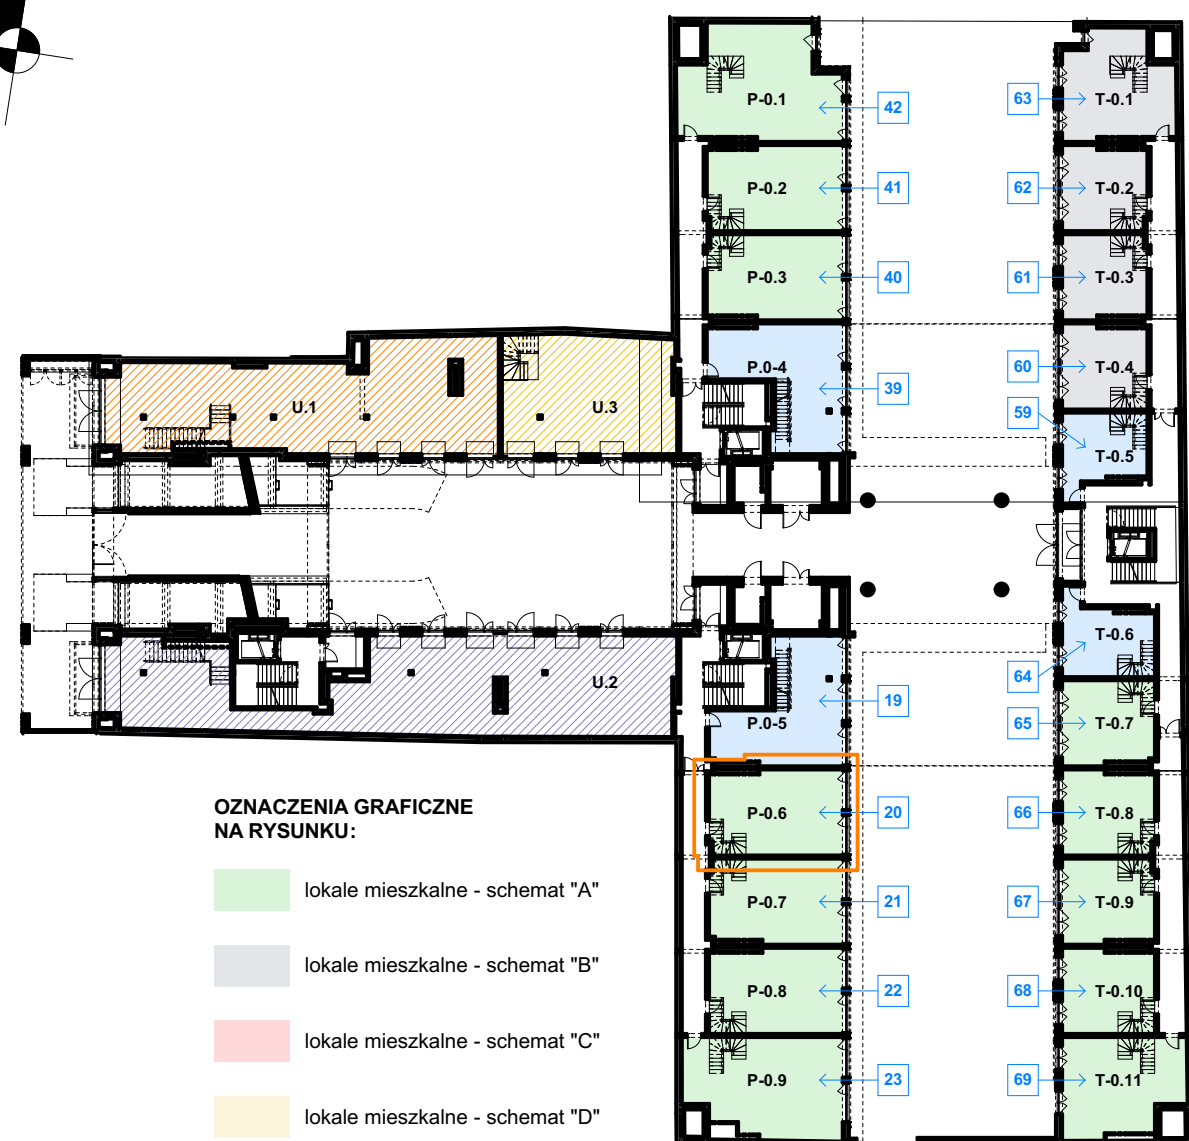 P-0.1
42
63
T-0.1
P-0.2
41
62
T-0.2
P-0.3
40
61
T-0.3
P.0-4
39
60
T-0.4
U.1
U.3
59
T-0.5
U.2
P.0-5
19
64
T-0.6
65
T-0.7
P-0.6
20
66
T-0.8
P-0.7
21
67
T-0.9
P-0.8
22
68
T-0.10
P-0.9
23
69
T-0.11
OZNACZENIA GRAFICZNE
NA RYSUNKU:
lokale mieszkalne - schemat "A"
lokale mieszkalne - schemat "B"
lokale mieszkalne - schemat "C"
lokale mieszkalne - schemat "D"